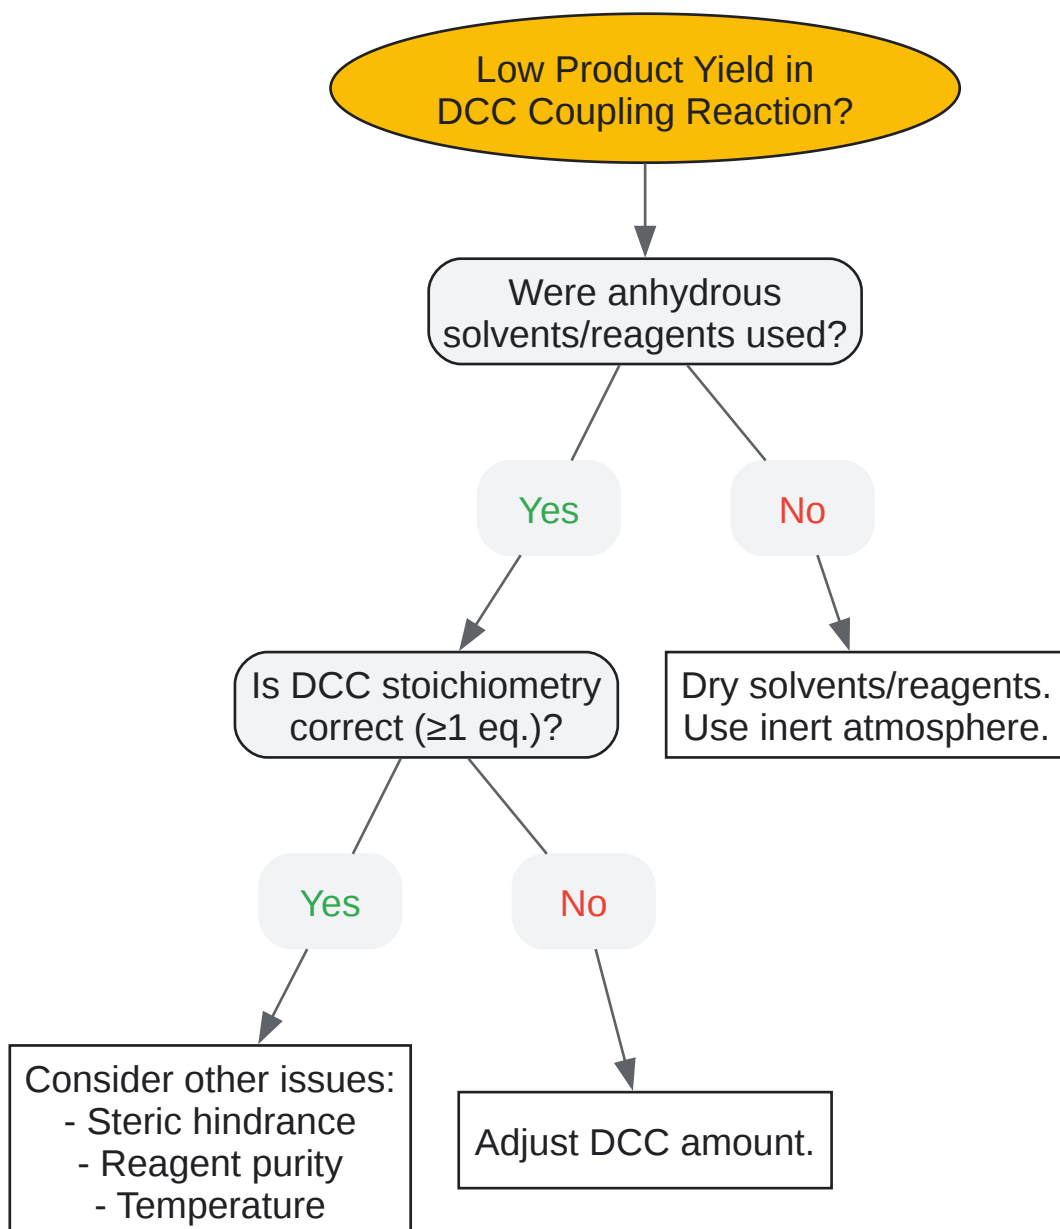 Low Product Yield in
DCC Coupling Reaction?
Were anhydrous
solvents/reagents used?
Yes
No
Is DCC stoichiometry
correct (≥1 eq.)?
Dry solvents/reagents.
Use inert atmosphere.
Yes
No
Consider other issues:
- Steric hindrance
- Reagent purity
- Temperature
Adjust DCC amount.